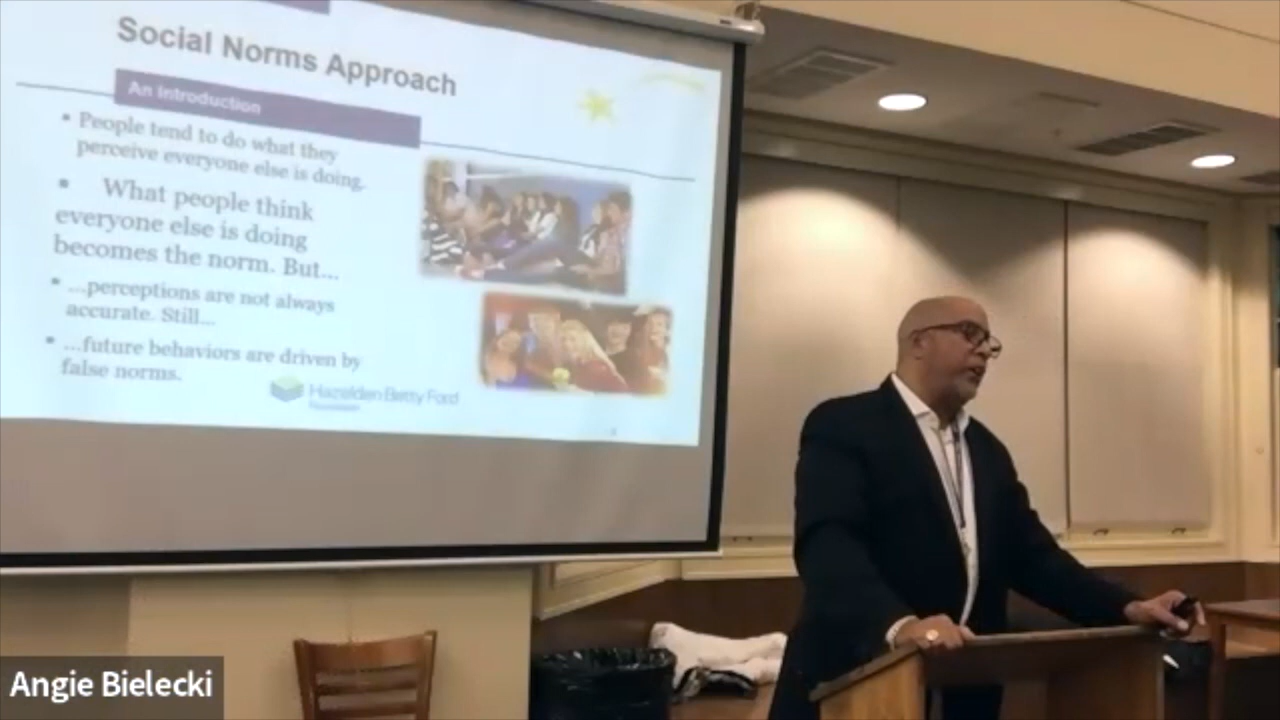 Social Norms Approach
An Introduction
• People tend to do what they
perceive everyone else is doing.
• What people think
everyone else is doing
becomes the norm. But...
• ...perceptions are not always
accurate. Still...
• ...future behaviors are driven by
false norms.
Hazelden Betty Ford
Foundation
Angie Bielecki